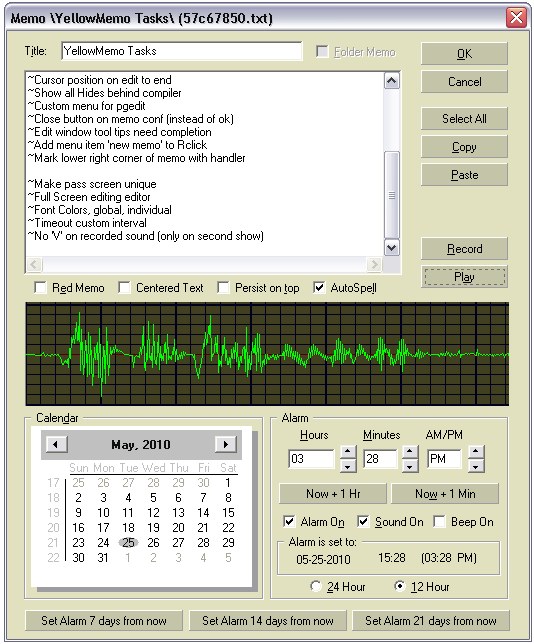 Memo \YellowMemo Tasks\ (57c67850.txt)
Title: YellowMemo Tasks Folder Memo
OK
Cancel
Select All
Copy
Paste
Record
Play
~Cursor position on edit to end
~Show all Hides behind compiler
~Custom menu for pgedit
~Close button on memo conf (instead of ok)
~Edit window tool tips need completion
~Add menu item 'new memo' to Rclick
~Mark lower right corner of memo with handler
~Make pass screen unique
~Full Screen editing editor
~Font Colors, global, individual
~Timeout custom interval
~No 'V' on recorded sound (only on second show)
Red Memo Centered Text Persist on top AutoSpell
Calendar
May, 2010
Sun Mon Tue Wed Thu Fri Sat
17 25 26 27 28 29 30 1
18 2 3 4 5 6 7 8
19 9 10 11 12 13 14 15
20 16 17 18 19 20 21 22
21 23 24 25 26 27 28 29
22 30 31 1 2 3 4 5
Alarm
Hours Minutes AM/PM
03 28 PM
Now + 1 Hr Now + 1 Min
Alarm On Sound On Beep On
Alarm is set to:
05-25-2010 15:28 (03:28 PM)
24 Hour 12 Hour
Set Alarm 7 days from now Set Alarm 14 days from now Set Alarm 21 days from now